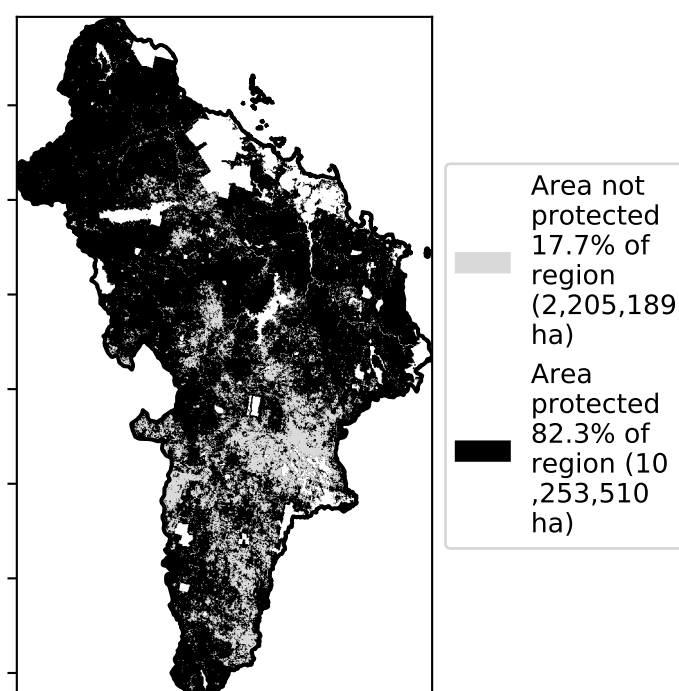 Area not
protected
17.7% of
region
(2,205,189
ha)
Area
protected
82.3% of
region (10
,253,510
ha)